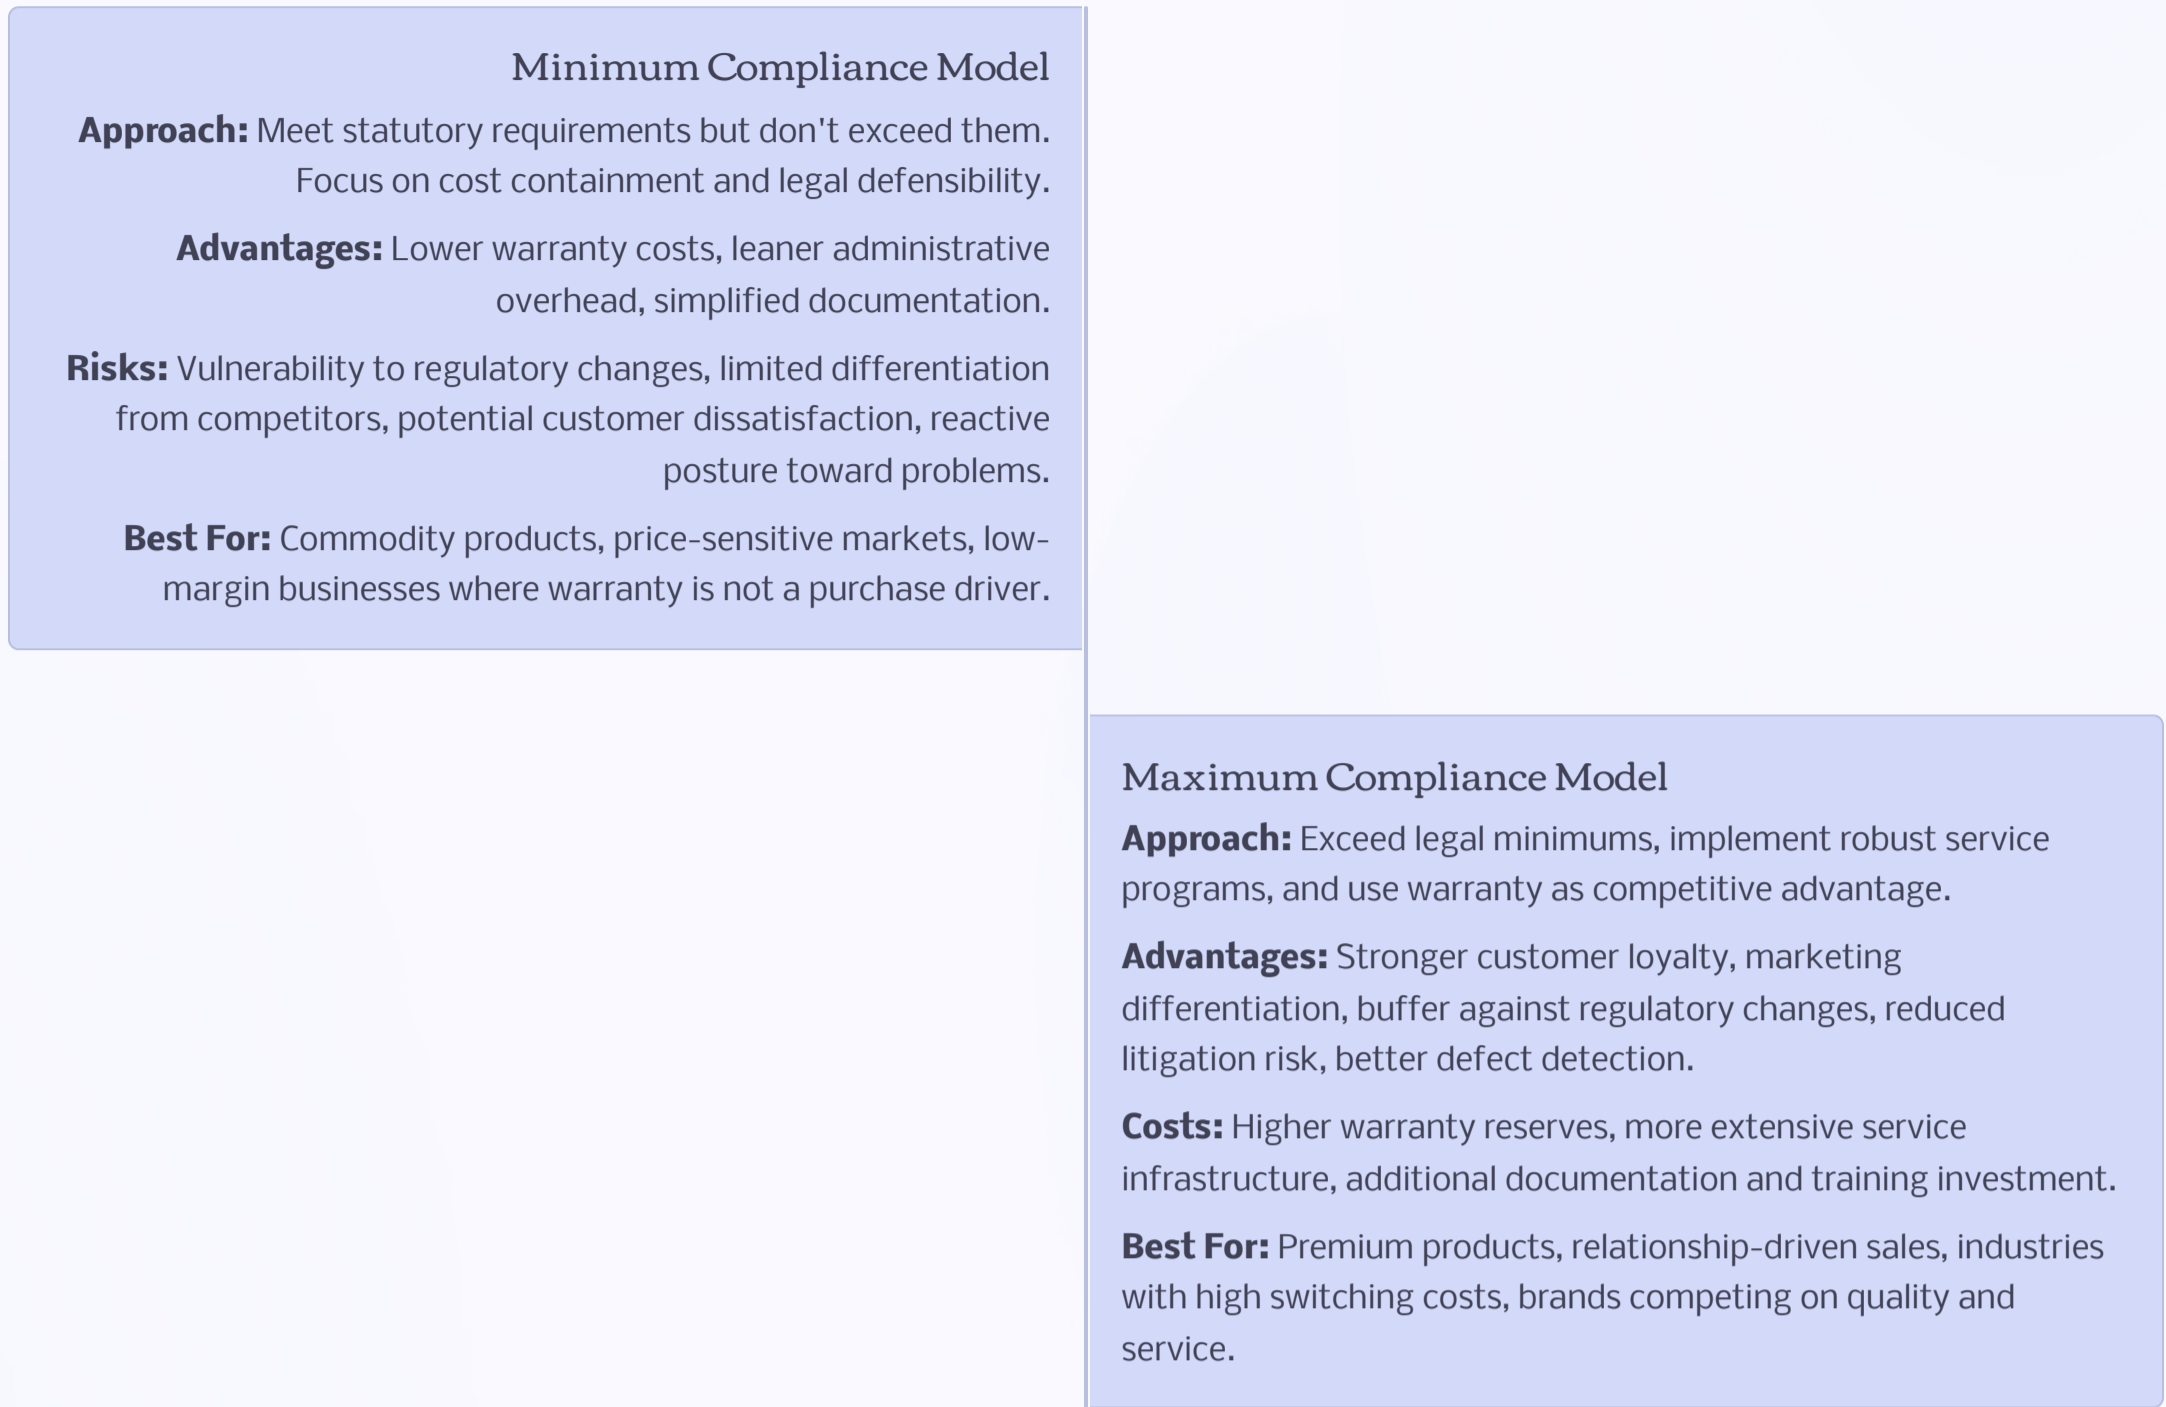 Minimum Compliance Model
Approach: Meet statutory requirements but don't exceed them.
Focus on cost containment and legal defensibility.
Advantages: Lower warranty costs, leaner administrative
overhead, simplified documentation.
Risks: Vulnerability to regulatory changes, limited differentiation
from competitors, potential customer dissatisfaction, reactive
posture toward problems.
Best For: Commodity products, price-sensitive markets, low-
margin businesses where warranty is not a purchase driver.
Maximum Compliance Model
Approach: Exceed legal minimums, implement robust service
programs, and use warranty as competitive advantage.
Advantages: Stronger customer loyalty, marketing
differentiation, buffer against regulatory changes, reduced
litigation risk, better defect detection.
Costs: Higher warranty reserves, more extensive service
infrastructure, additional documentation and training investment.
Best For: Premium products, relationship-driven sales, industries
with high switching costs, brands competing on quality and
service.